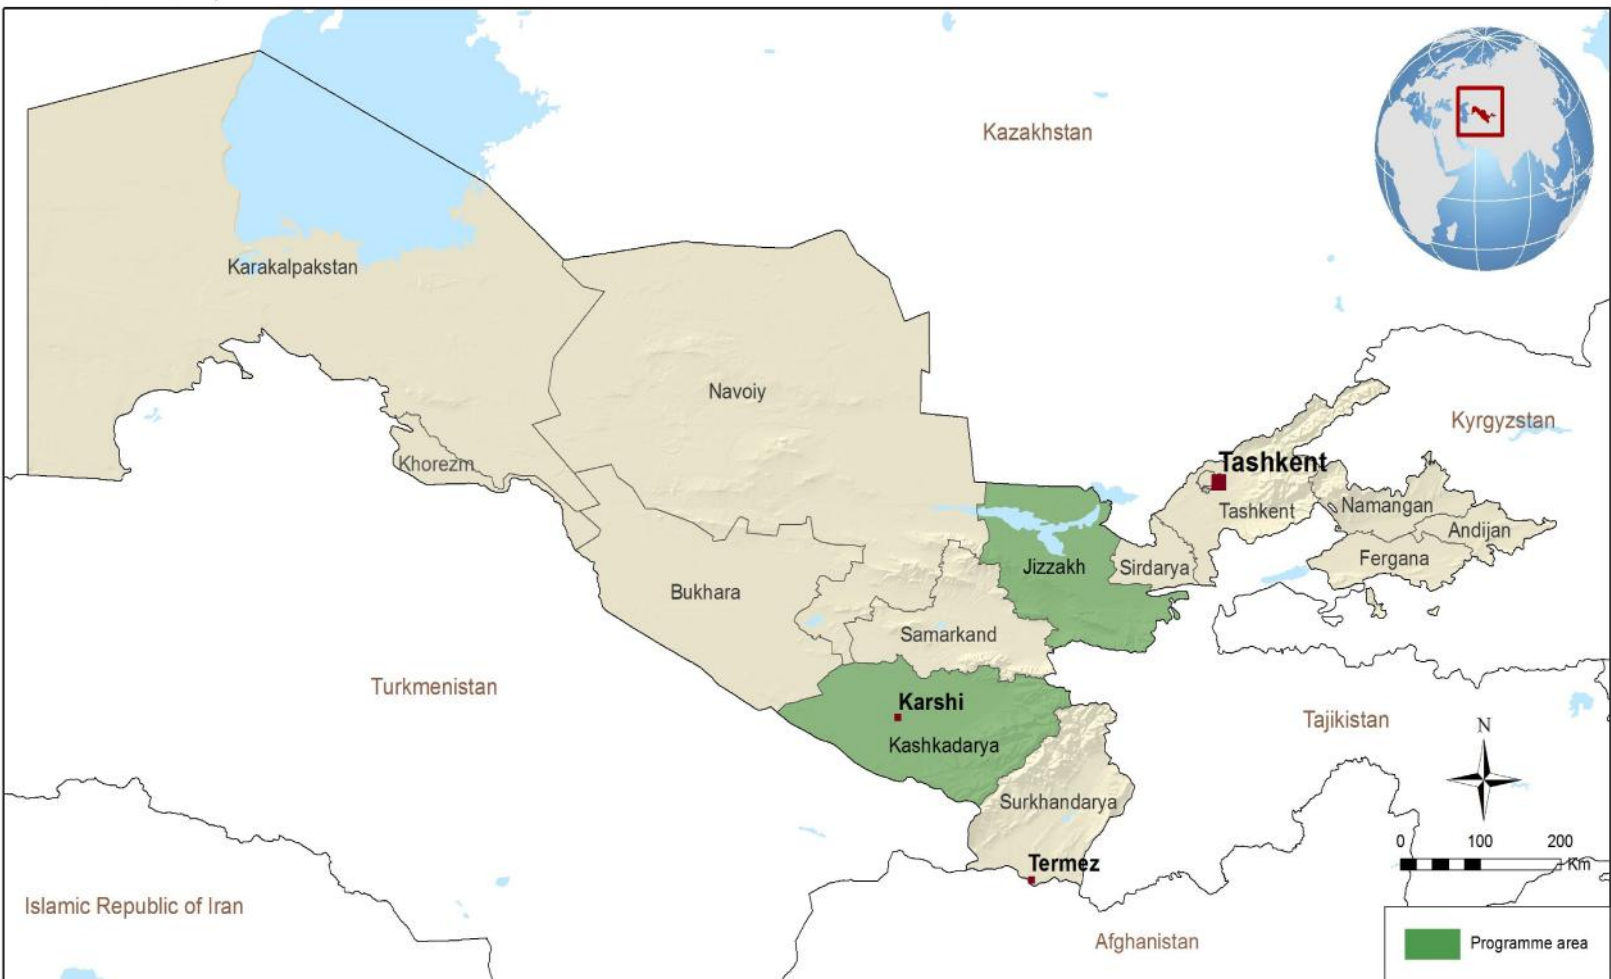 Kazakhstan
Karakalpakstan
Navoiy
Kyrgyzstan
Khorezm
Tashkent
Tashkent
Namangan
Andijan
Fergana
Sirdarya
Jizzakh
Bukhara
Samarkand
Turkmenistan
Karshi
Kashkadarya
Tajikistan
N
Surkhandarya
Termez
0 100 200
Km
Islamic Republic of Iran
Afghanistan
Programme area